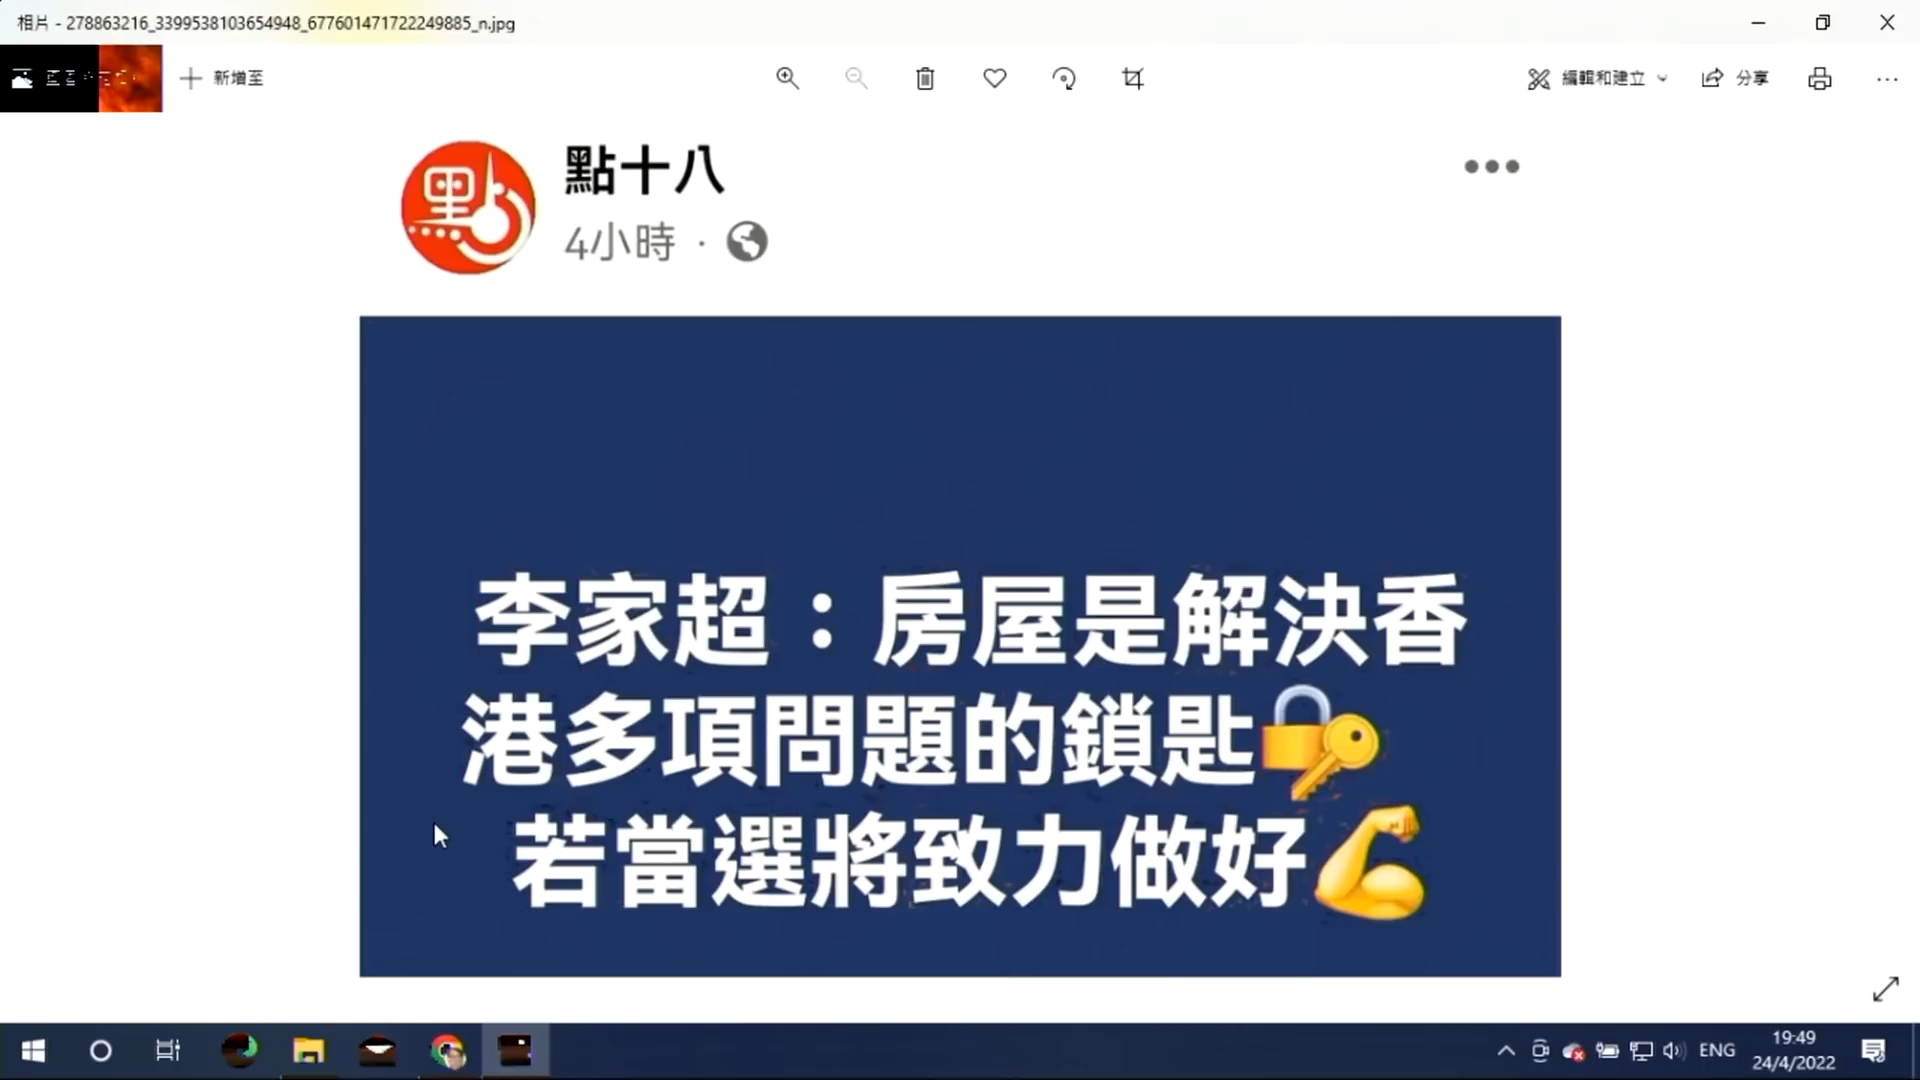 相片 - 278863216_3399538103654948_677601471722249885_n.jpg
新增至
編輯和建立
分享
點十八
4小時 ·
李家超：房屋是解決香
港多項問題的鎖匙🔐
若當選將致力做好💪
ENG
19:49
24/4/2022